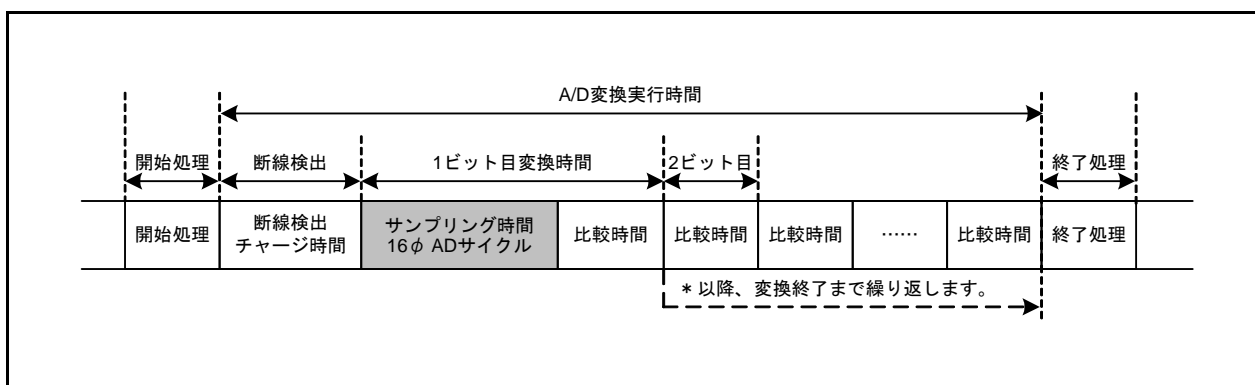 A/D変換実行時間
開始処理
断線検出
1ビット目変換時間
2ビット目
終了処理
開始処理
断線検出
チャージ時間
サンプリング時間
16φ ADサイクル
比較時間
比較時間
比較時間
……
比較時間
終了処理
* 以降、変換終了まで繰り返します。